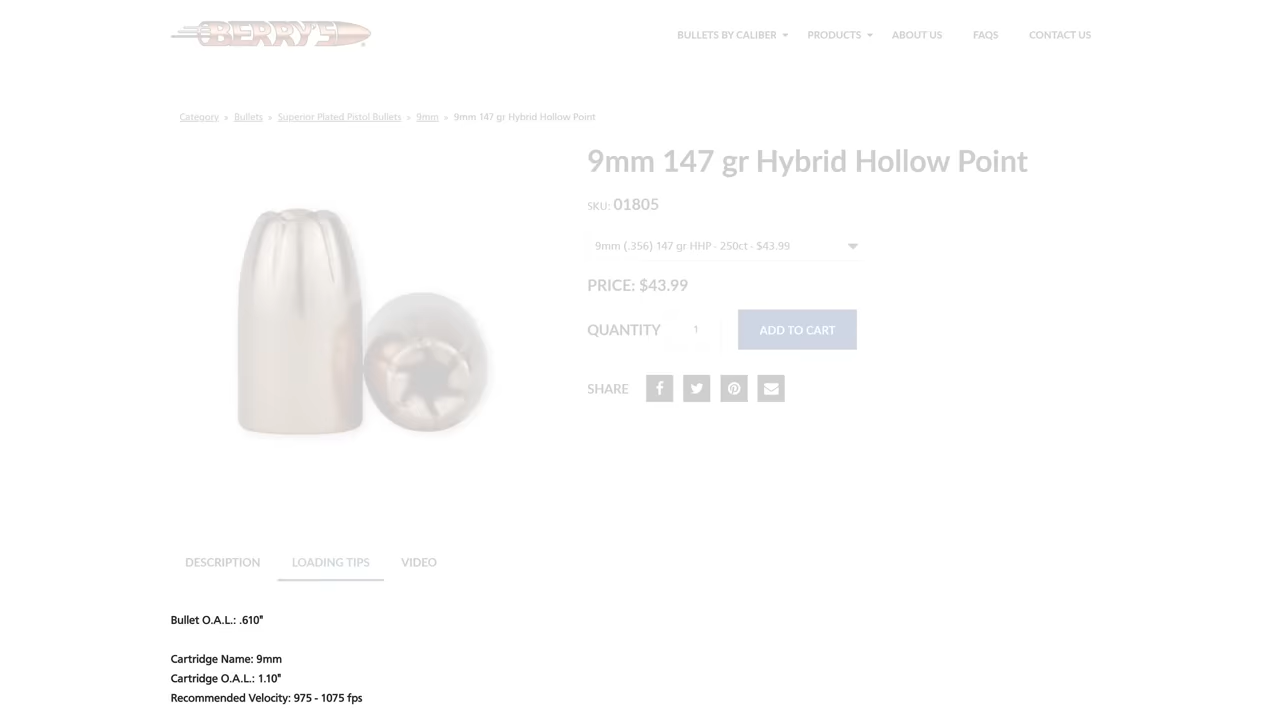 BERRY'S
BULLETS BY CALIBER
PRODUCTS
ABOUT US
FAQS
CONTACT US
Category » Bullets » Superior Plated Pistol Bullets » 9mm » 9mm 147 gr Hybrid Hollow Point
9mm 147 gr Hybrid Hollow Point
SKU: 01805
9mm (.356) 147 gr HHP - 250ct - $43.99
PRICE: $43.99
QUANTITY 1 ADD TO CART
SHARE
DESCRIPTION LOADING TIPS VIDEO
Bullet O.A.L.: .610"
Cartridge Name: 9mm
Cartridge O.A.L.: 1.10"
Recommended Velocity: 975 - 1075 fps